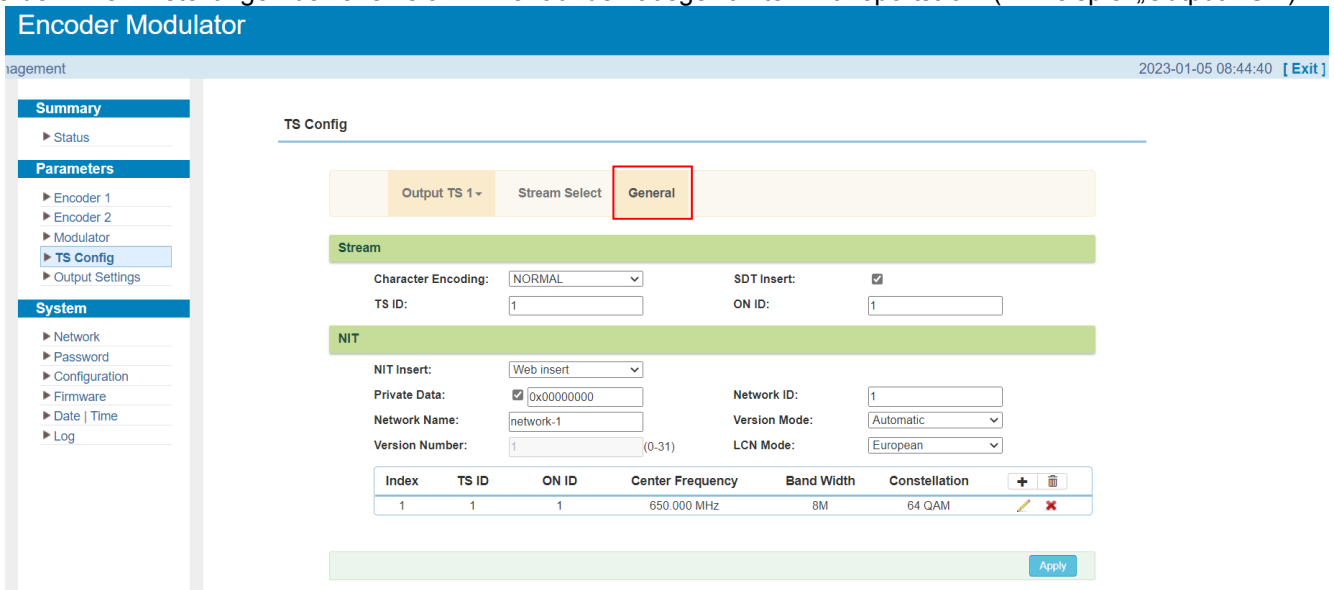 Encoder Modulator
2023-01-05 08:44:40 [ Exit ]
Summary
Status
Parameters
Encoder 1
Encoder 2
Modulator
TS Config
Output Settings
System
Network
Password
Configuration
Firmware
Date | Time
Log
TS Config
Output TS 1 Stream Select General
Stream
Character Encoding: NORMAL SDT Insert:
TS ID: 1 ON ID: 1
NIT
NIT Insert: Web insert
Private Data: 0x00000000 Network ID: 1
Network Name: network-1 Version Mode: Automatic
Version Number: 1 (0-31) LCN Mode: European
Index TS ID ON ID Center Frequency Band Width Constellation
1 1 1 650.000 MHz 8M 64 QAM
Apply